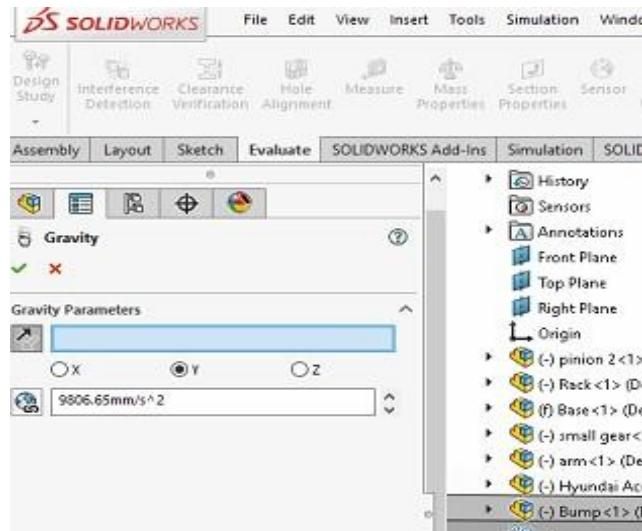 SOLIDWORKS File Edit View Insert Tools Simulation
Design Study
Interference Detection
Clearance Verification
Hole Alignment
Measure
Mass Properties
Section Properties
Sensor
Assembly Layout Sketch Evaluate SOLIDWORKS Add-Ins Simulation
Gravity
Gravity Parameters
X Y Z
9806.65mm/s^2
History
Sensors
Annotations
Front Plane
Top Plane
Right Plane
Origin
(-) pinion 2<1>
(-) Rack<1> (D
(f) Base<1> (De
(-) small gear<
(-) arm<1> (De
(-) Hyundai Ac
(-) Bump<1> (